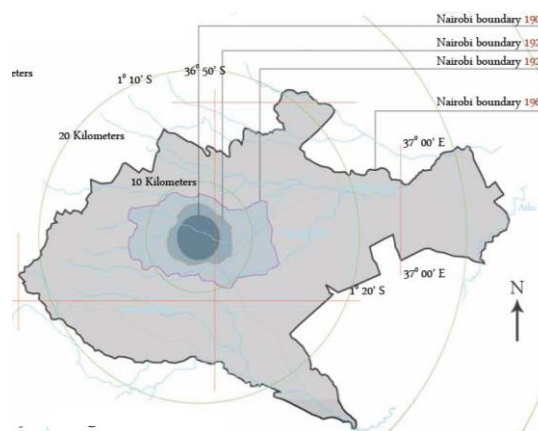 Nairobi boundary 190
Nairobi boundary 192
Nairobi boundary 192
Nairobi boundary 196
eters
1° 10' S
36° 50' S
20 Kilometers
10 Kilometers
37° 00' E
37° 00' E
1° 20' S
N